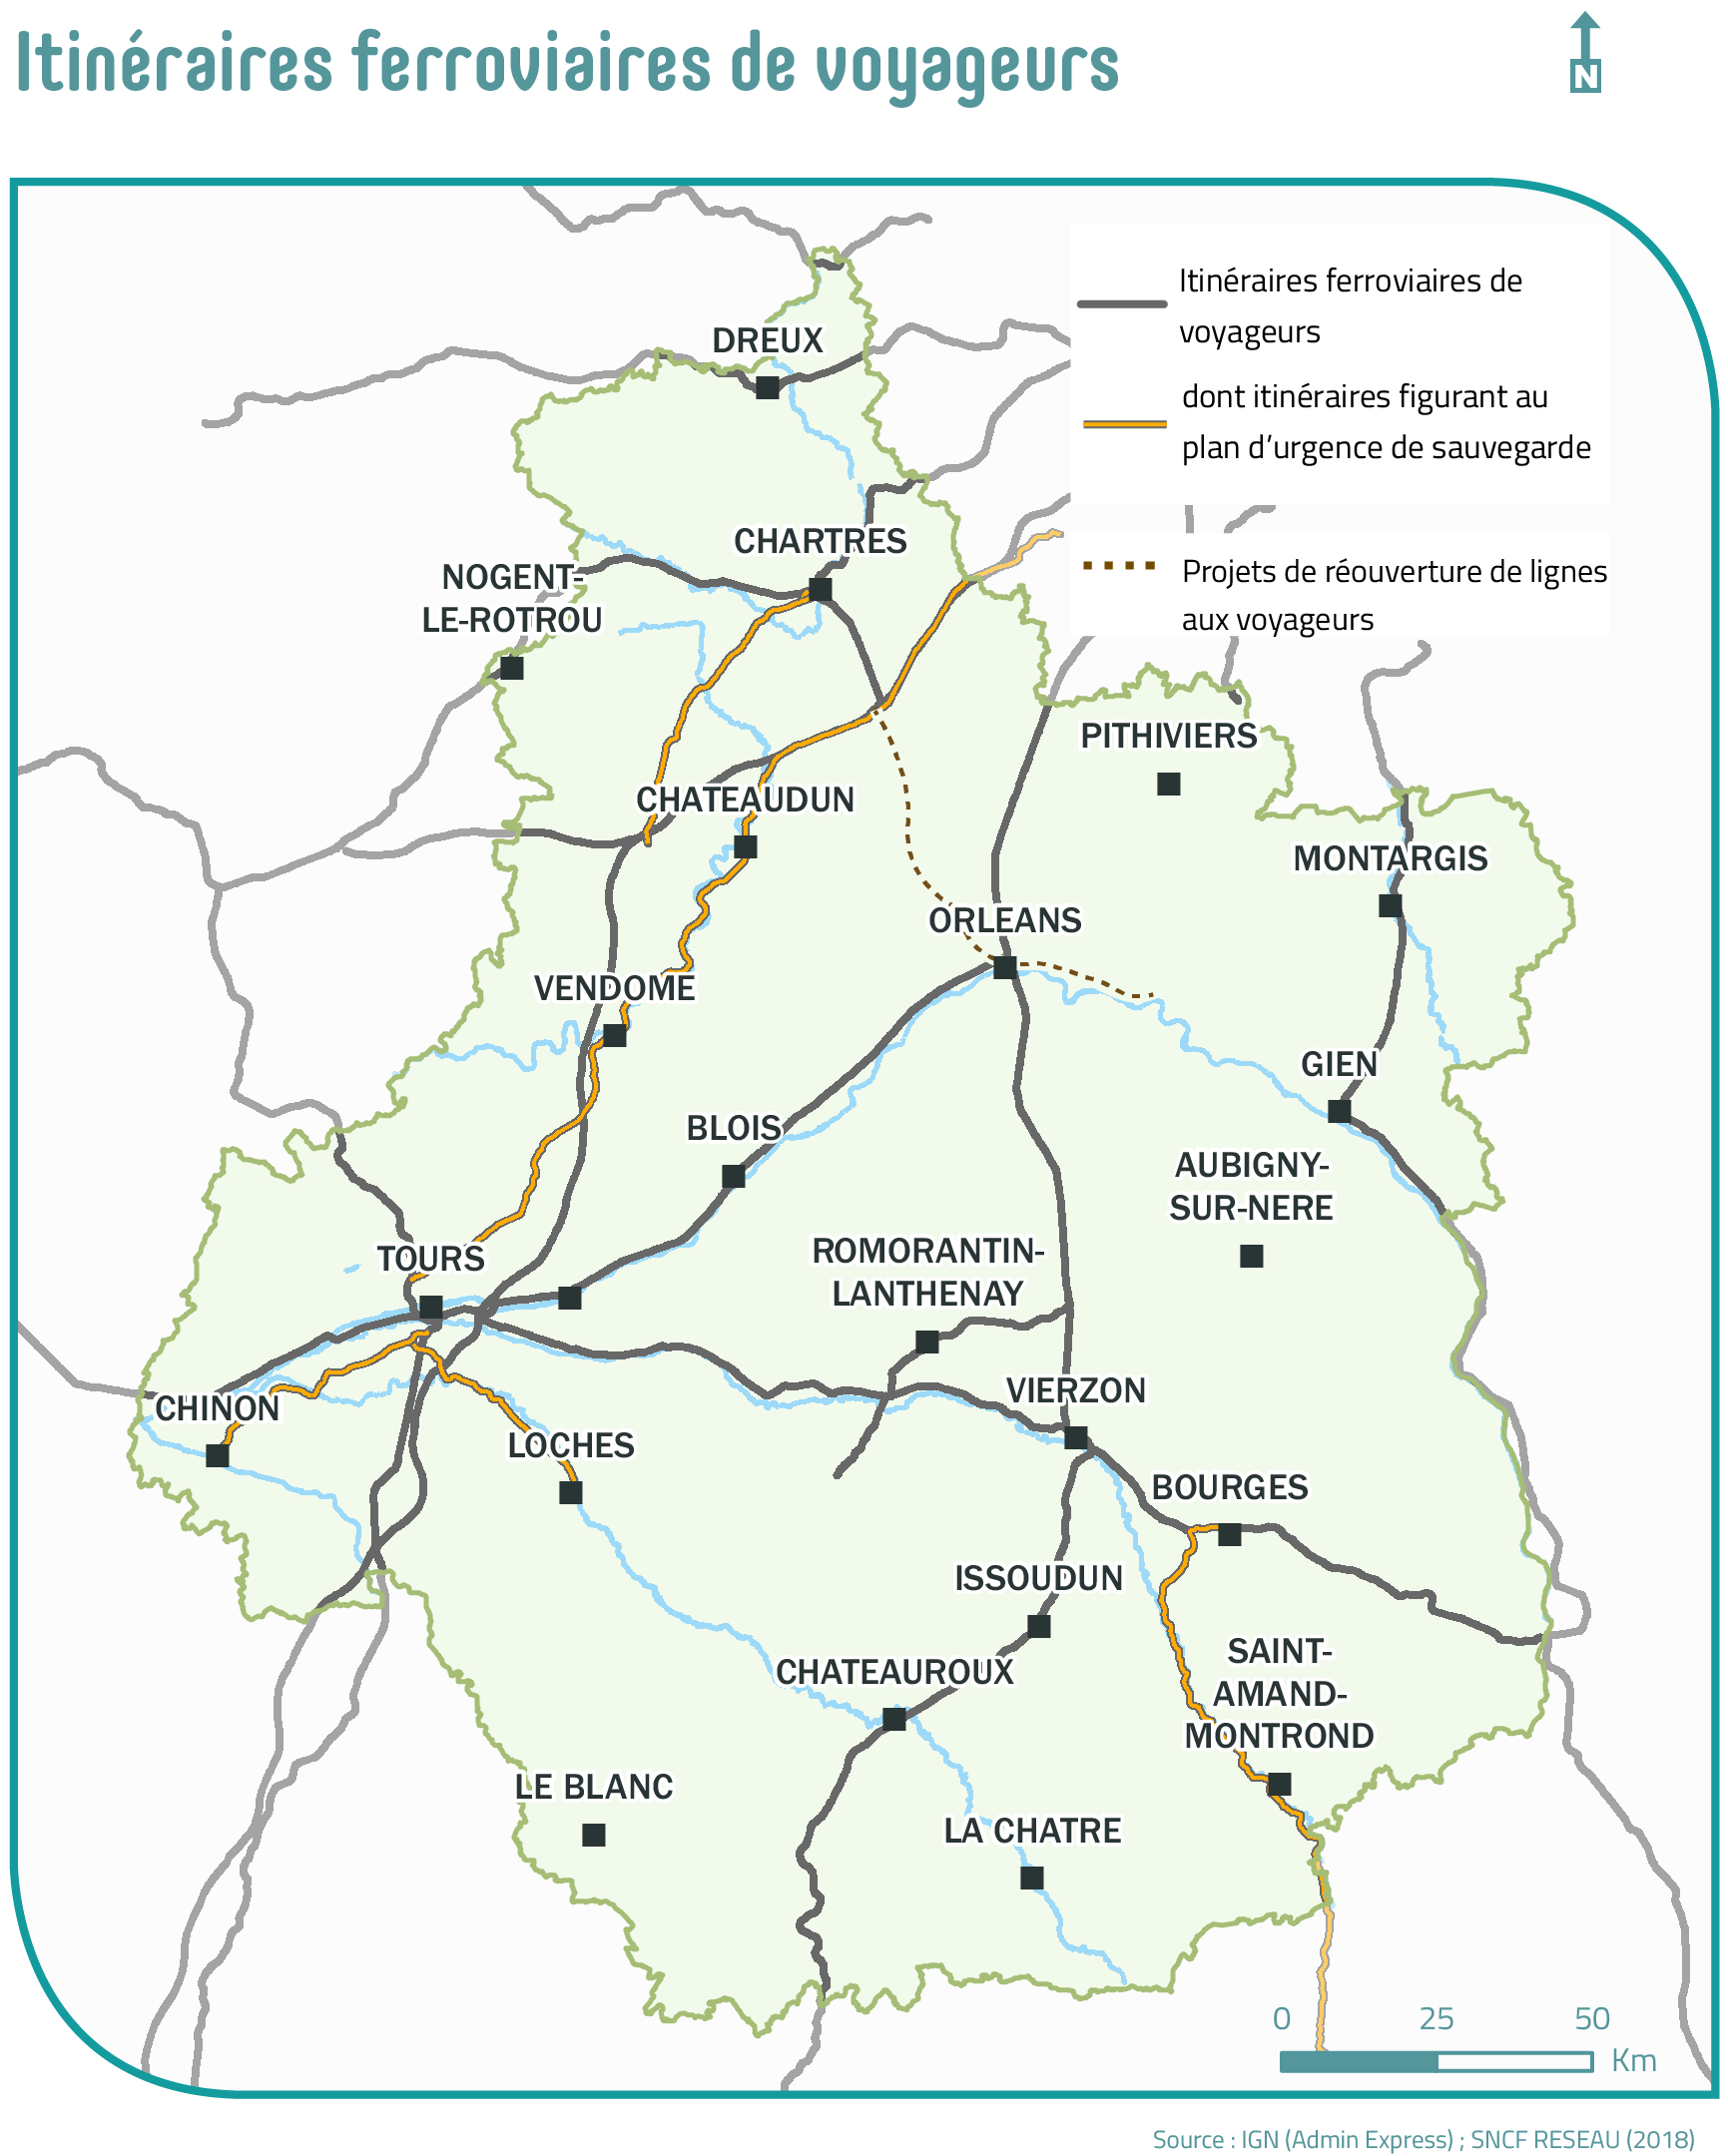 Itinéraires ferroviaires de voyageurs
N
Itinéraires ferroviaires de
voyageurs
dont itinéraires figurant au
plan d’urgence de sauvegarde
Projets de réouverture de lignes
aux voyageurs
DREUX
CHARTRES
NOGENT-
LE-ROTROU
PITHIVIERS
CHATEAUDUN
MONTARGIS
ORLEANS
VENDOME
GIEN
BLOIS
AUBIGNY-
SUR-NERE
TOURS
ROMORANTIN-
LANTHENAY
CHINON
VIERZON
LOCHES
BOURGES
ISSOUDUN
CHATEAUROUX
SAINT-
AMAND-
MONTROND
LE BLANC
LA CHATRE
0 25 50
Km
Source : IGN (Admin Express) ; SNCF RESEAU (2018)